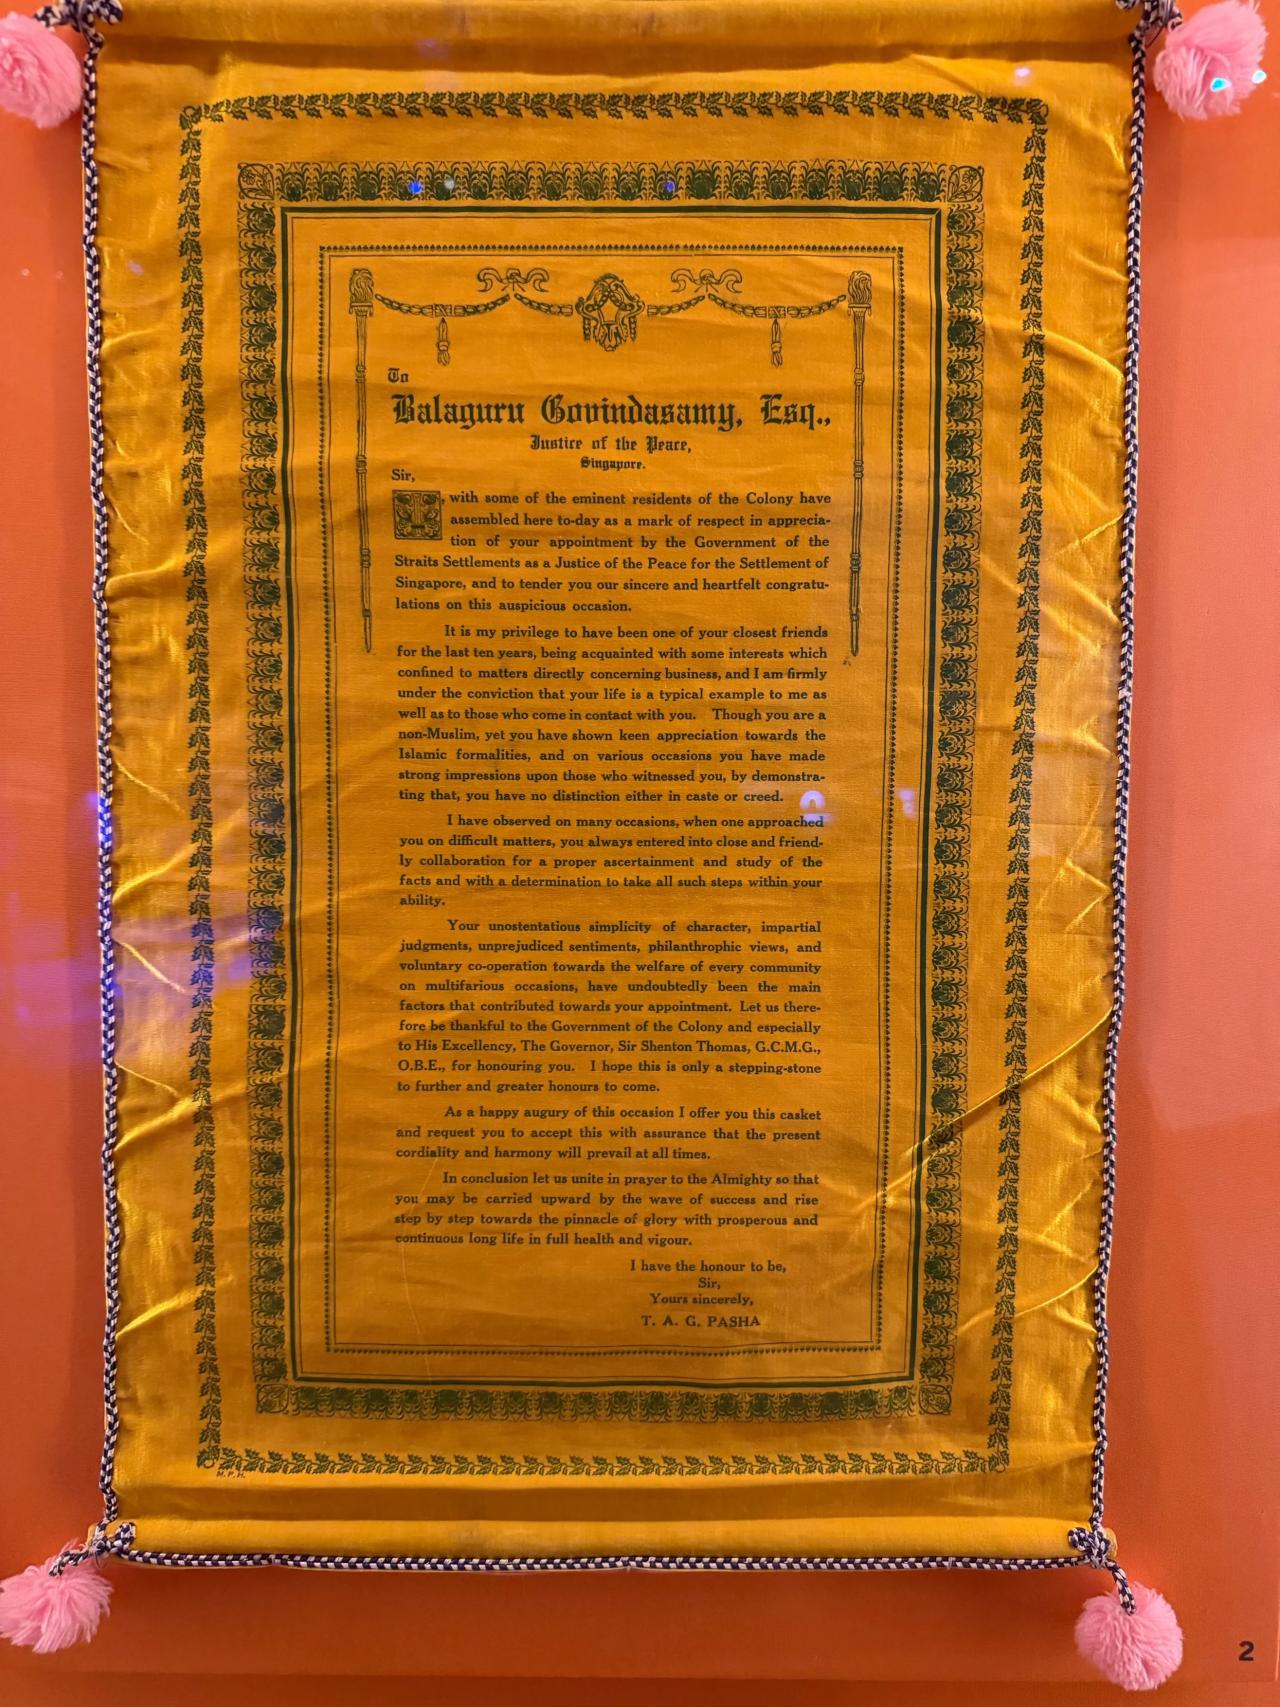 To
Balaguru Govindasamy, Esq.,
Justice of the Peace,
Singapore.
Sir,
I, with some of the eminent residents of the Colony have
assembled here to-day as a mark of respect in apprecia-
tion of your appointment by the Government of the
Straits Settlements as a Justice of the Peace for the Settlement of
Singapore, and to tender you our sincere and heartfelt congratu-
lations on this auspicious occasion.
It is my privilege to have been one of your closest friends
for the last ten years, being acquainted with some interests which
confined to matters directly concerning business, and I am firmly
under the conviction that your life is a typical example to me as
well as to those who come in contact with you. Though you are a
non-Muslim, yet you have shown keen appreciation towards the
Islamic formalities, and on various occasions you have made
strong impressions upon those who witnessed you, by demonstra-
ting that, you have no distinction either in caste or creed.
I have observed on many occasions, when one approached
you on difficult matters, you always entered into close and friend-
ly collaboration for a proper ascertainment and study of the
facts and with a determination to take all such steps within your
ability.
Your unostentatious simplicity of character, impartial
judgments, unprejudiced sentiments, philanthrophic views, and
voluntary co-operation towards the welfare of every community
on multifarious occasions, have undoubtedly been the main
factors that contributed towards your appointment. Let us there-
fore be thankful to the Government of the Colony and especially
to His Excellency, The Governor, Sir Shenton Thomas, G.C.M.G.,
O.B.E., for honouring you. I hope this is only a stepping-stone
to further and greater honours to come.
As a happy augury of this occasion I offer you this casket
and request you to accept this with assurance that the present
cordiality and harmony will prevail at all times.
In conclusion let us unite in prayer to the Almighty so that
you may be carried upward by the wave of success and rise
step by step towards the pinnacle of glory with prosperous and
continuous long life in full health and vigour.
I have the honour to be,
Sir,
Yours sincerely,
T. A. G. PASHA
M. P. H.
2